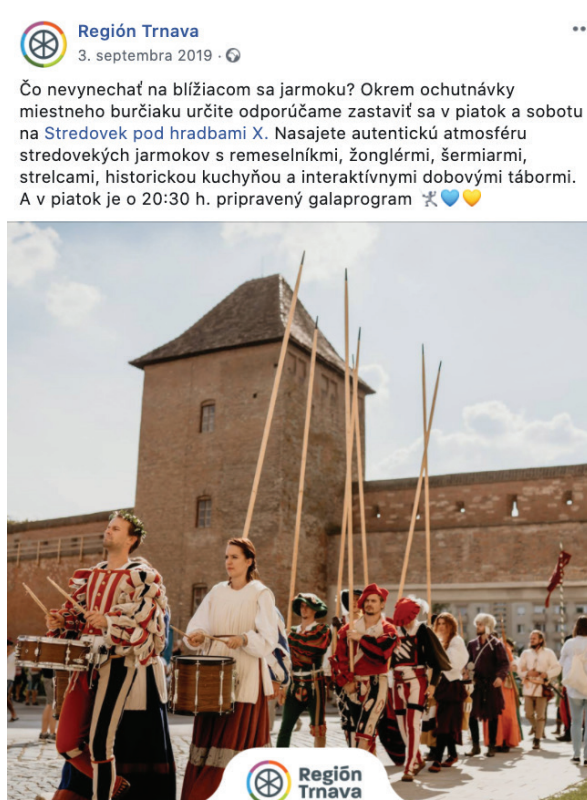 Región Trnava
3. septembra 2019 ·
Čo nevynechať na blížiacom sa jarmoku? Okrem ochutnávky
miestneho burčiaku určite odporúčame zastaviť sa v piatok a sobotu
na Stredovek pod hradbami X. Nasajete autentickú atmosféru
stredovekých jarmokov s remeselníkmi, žonglérmi, šermiarmi,
strelcami, historickou kuchyňou a interaktívnymi dobovými tábormi.
A v piatok je o 20:30 h. pripravený galaprogram 🤺💙💛
Región
Trnava